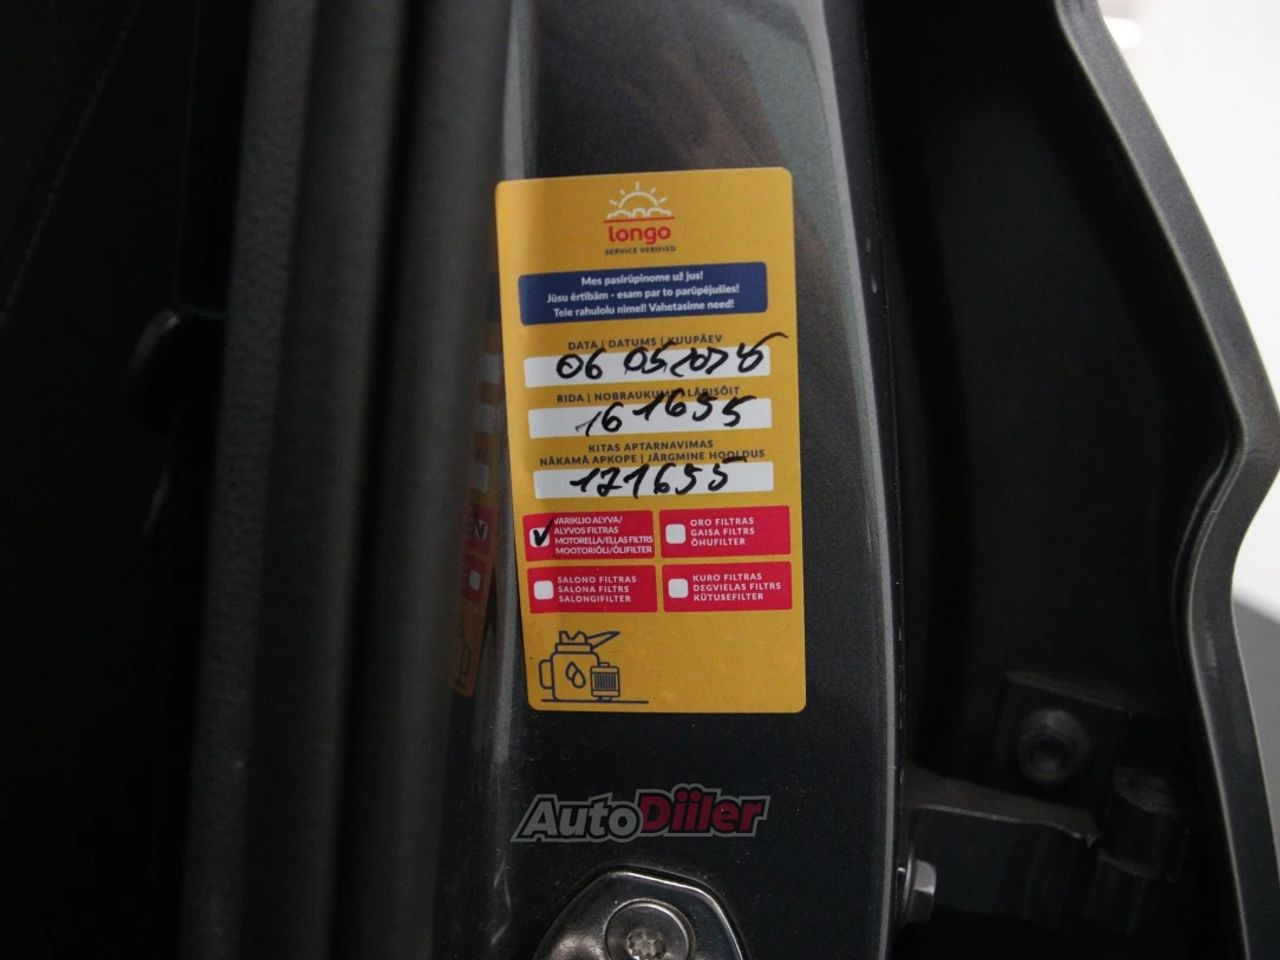 longo
SERVICE VERIFIED
Mes pasirūpinome už jus!
Jūsu ērtībām - esam par to parūpējušies!
Teie rahulolu nimel! Vahetasime need!
DATA | DATUMS | KUUPÄEV
06 05
RIDA | NOBRAUKUMS LÄBISÕIT
161655
KITAS APTARNAVIMAS
NĀKAMĀ APKOPE | JÄRGMINE HOOLDUS
171655
VARIKLIO ALYVA/
ALYVOS FILTRAS
MOTOREĻĻA/EĻĻAS FILTRS
MOOTORIÕLI/ÕLIFILTER
ORO FILTRAS
GAISA FILTRS
ÕHUFILTER
SALONO FILTRAS
SALONA FILTRS
SALONGIFILTER
KURO FILTRAS
DEGVIELAS FILTRS
KÜTUSEFILTER
AutoDiiler